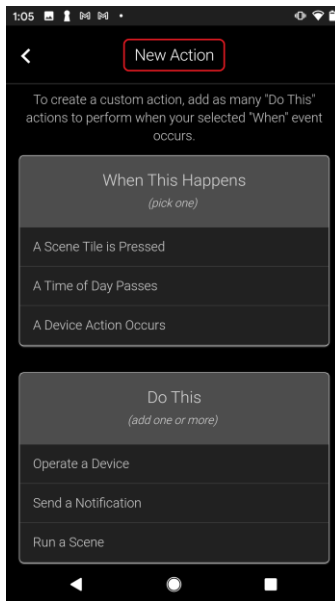 1:05
New Action
To create a custom action, add as many "Do This"
actions to perform when your selected "When" event
occurs.
When This Happens
(pick one)
A Scene Tile is Pressed
A Time of Day Passes
A Device Action Occurs
Do This
(add one or more)
Operate a Device
Send a Notification
Run a Scene